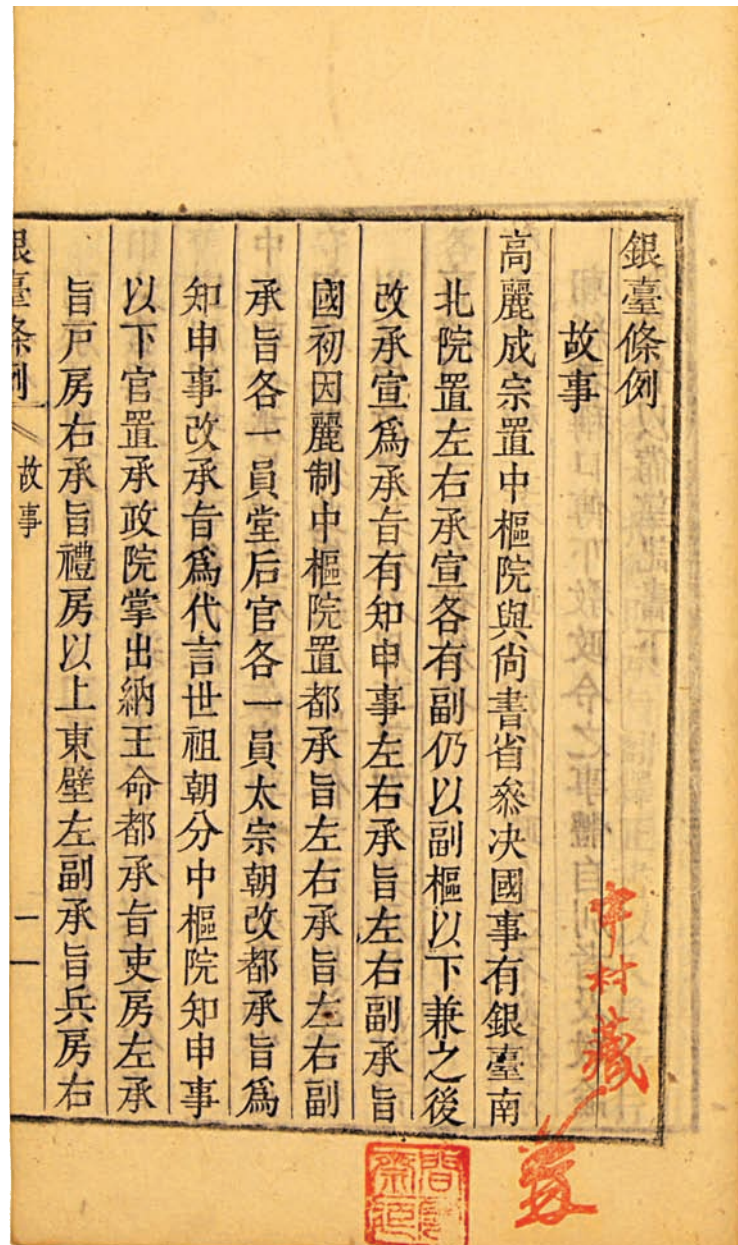 銀臺條例
故事
高麗成宗置中樞院與尙書省叅决國事有銀臺南
北院置左右承宣各有副仍以副樞以下兼之後
改承宣爲承旨有知申事左右承旨左右副承旨
國初因麗制中樞院置都承旨左右承旨左右副
承旨各一員堂后官各一員太宗朝改都承旨爲
知申事改承旨爲代言世祖朝分中樞院知申事
以下官置承政院掌出納王命都承旨吏房左承
旨戶房右承旨禮房以上東壁左副承旨兵房右
銀臺條例
故事
一
中村藏